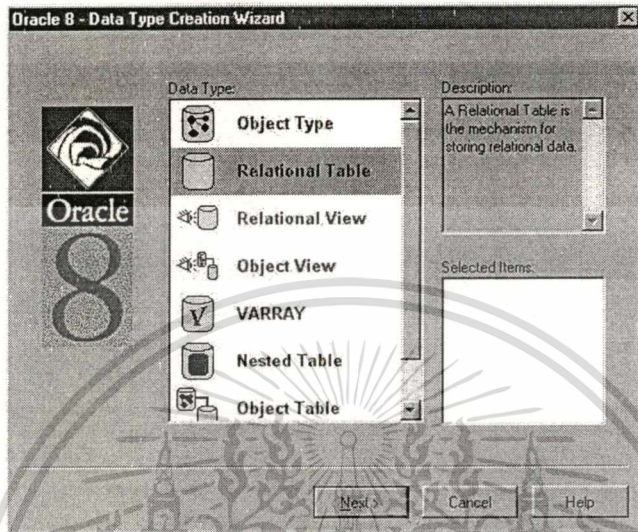 Oracle 8 - Data Type Creation Wizard
Data Type:
Object Type
Relational Table
Relational View
Object View
VARRAY
Nested Table
Object Table
Description:
A Relational Table is
the mechanism for
storing relational data.
Selected Items:
Oracle
8
V
Next >
Cancel
Help